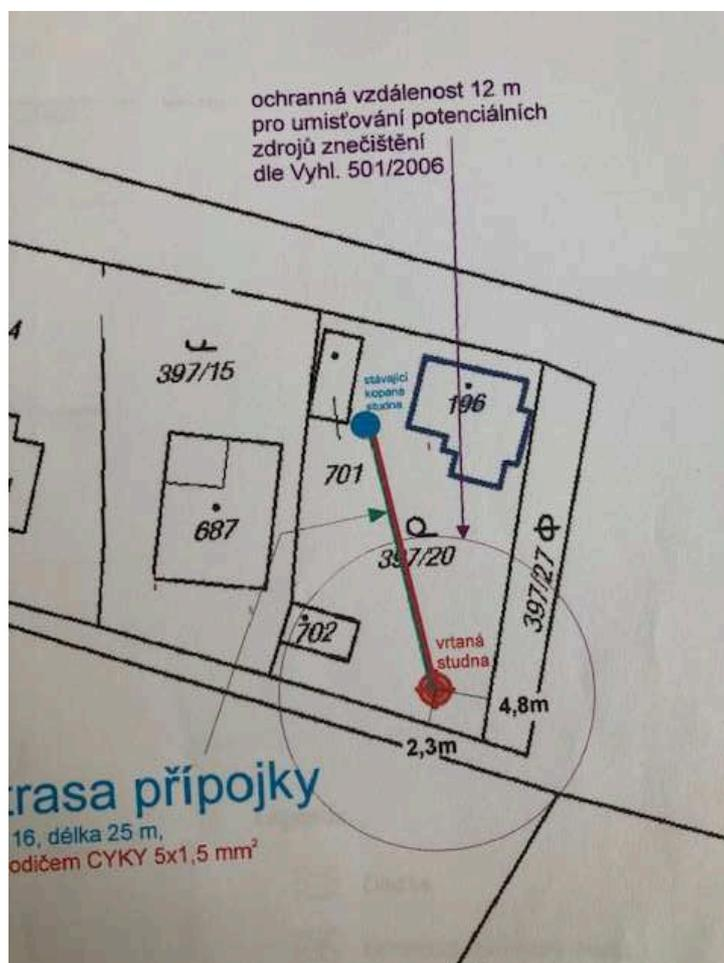 ochranná vzdálenost 12 m
pro umisťování potenciálních
zdrojů znečištění
dle Vyhl. 501/2006
4
397/15
stávající
kopaná
studna
196
701
687
397/20
397/27
702
vrtaná
studna
4,8m
2,3m
trasa přípojky
16, délka 25 m,
odičem CYKY 5x1,5 mm²